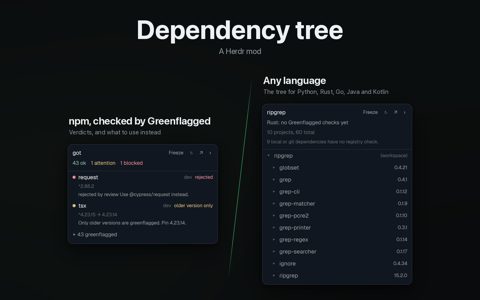 Dependency tree
A Herdr mod
npm, checked by Greenflagged
Verdicts, and what to use instead
got
Freeze
43 ok 1 attention 1 blocked
request dev rejected
^2.88.2
rejected by review Use @cypress/request instead.
tsx dev older version only
^4.23.15 → 4.23.14
Only older versions are greenflagged. Pin 4.23.14.
43 greenflagged
Any language
The tree for Python, Rust, Go, Java and Kotlin
ripgrep
Freeze
Rust: no Greenflagged checks yet
10 projects, 60 total
9 local or git dependencies have no registry check.
ripgrep (workspace)
globset 0.4.21
grep 0.4.1
grep-cli 0.1.12
grep-matcher 0.1.9
grep-pcre2 0.1.10
grep-printer 0.3.1
grep-regex 0.1.14
grep-searcher 0.1.17
ignore 0.4.34
ripgrep 15.2.0